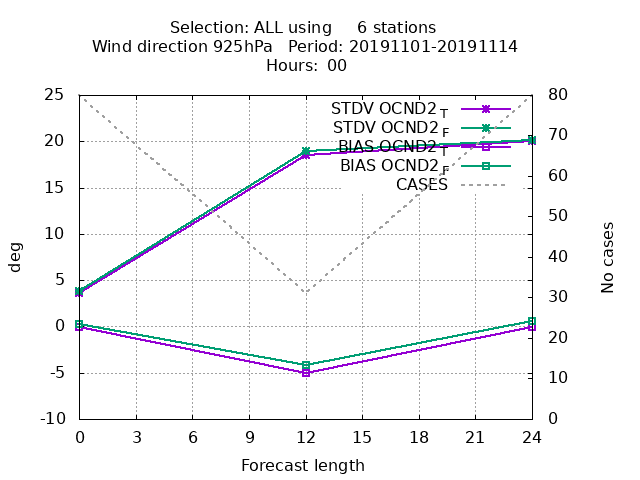 Selection: ALL using     6 stations
Wind direction 925hPa   Period: 20191101-20191114
Hours: 00
STDV OCND2_T
STDV OCND2_F
BIAS OCND2_T
BIAS OCND2_F
CASES
25
20
15
10
5
0
-5
-10
deg
80
70
60
50
40
30
20
10
0
No cases
0 3 6 9 12 15 18 21 24
Forecast length